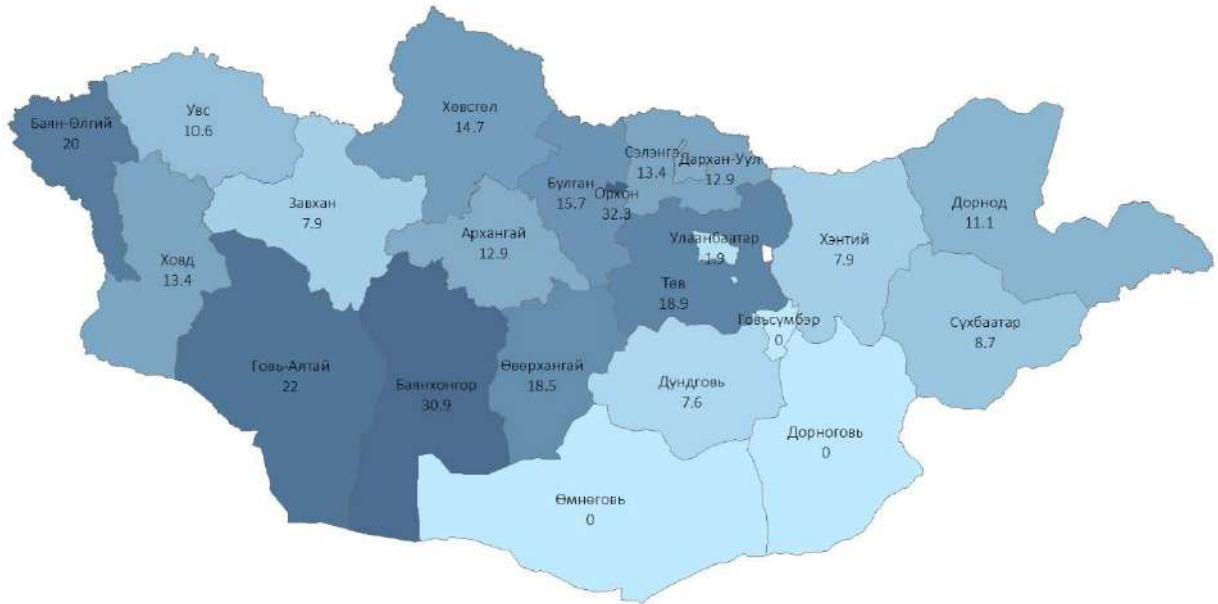 Баян-Өлгий
20
Увс
10.6
Хөвсгөл
14.7
Ховд
13.4
Завхан
7.9
Архангай
12.9
Булган
15.7
Орхон
32.3
Сэлэнгэ
13.4
Дархан-Уул
12.9
Улаанбаатар
1.9
Төв
18.9
Хэнтий
7.9
Дорнод
11.1
Сүхбаатар
8.7
Говьсүмбэр
0
Говь-Алтай
22
Баянхонгор
30.9
Өвөрхангай
18.5
Дундговь
7.6
Дорноговь
0
Өмнөговь
0